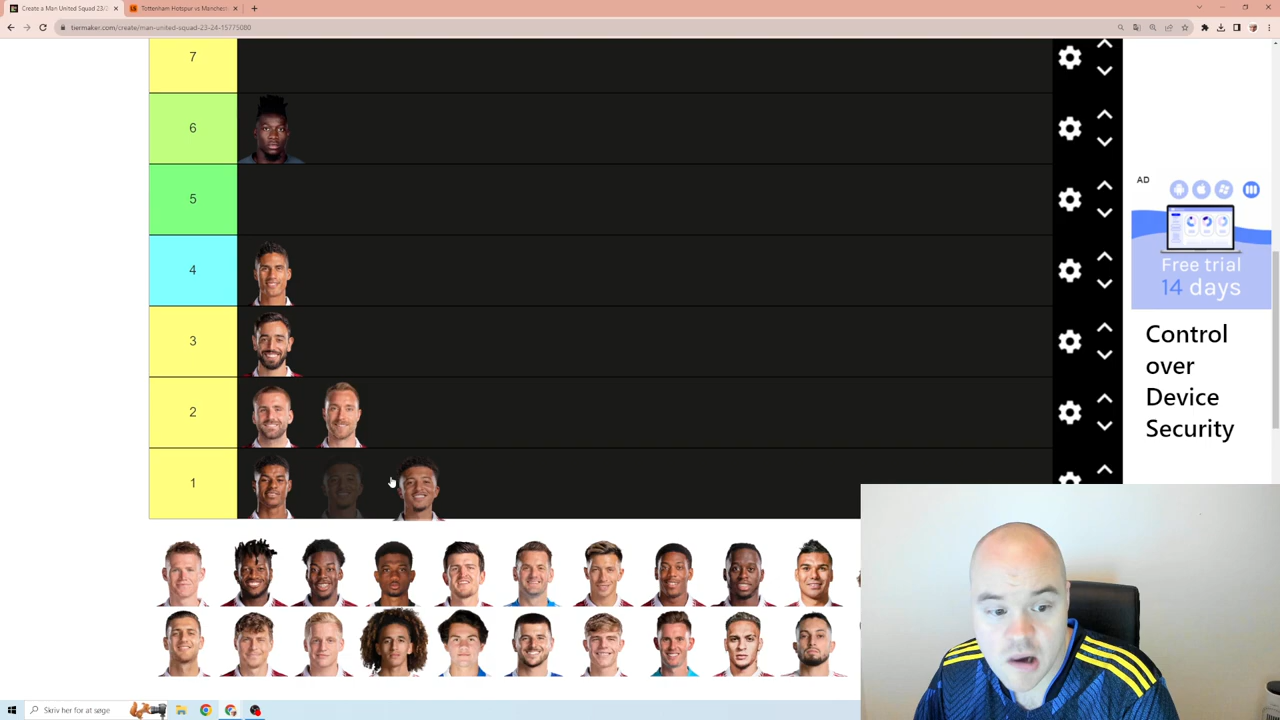 Create a Man United Squad 23/2
Tottenham Hotspur vs Manchest
tiermaker.com/create/man-united-squad-23-24-15775080
7
6
5
4
3
2
1
AD
Free trial
14 days
Control
over
Device
Security
Skriv her for at søge